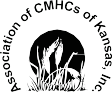 Association of CMHCs of Kansas, Inc.